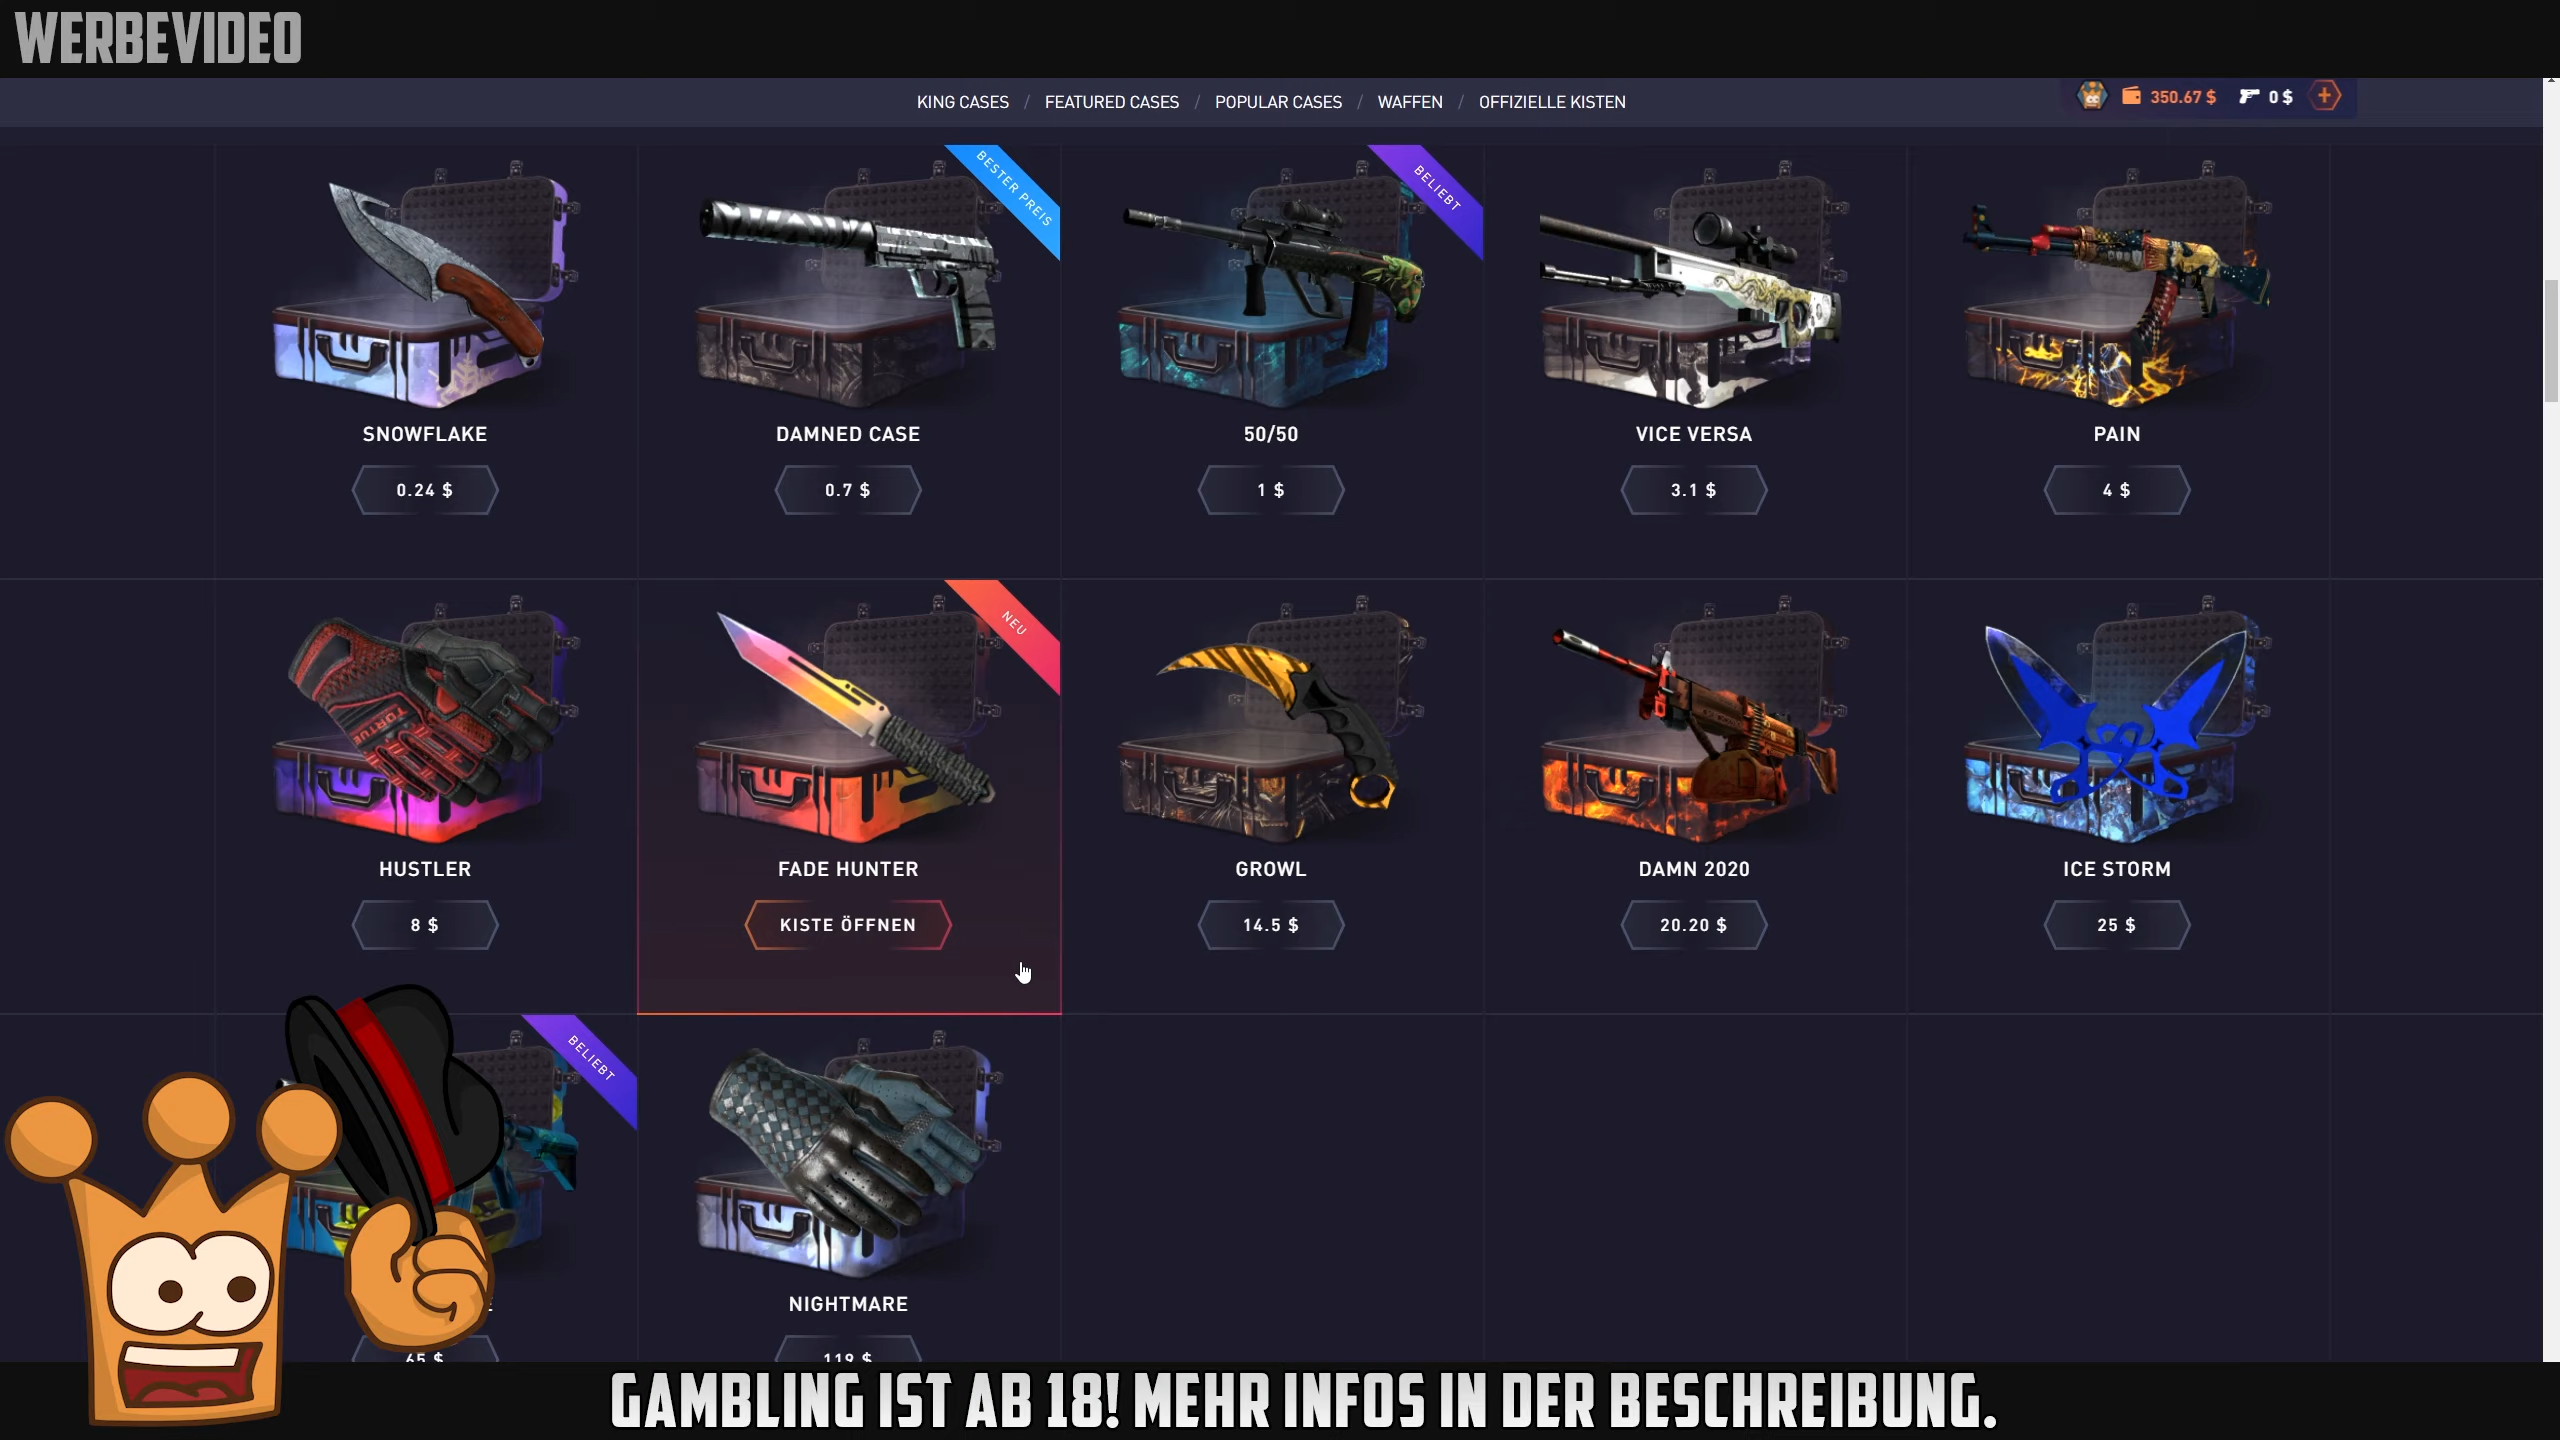 WERBEVIDEO
KING CASES / FEATURED CASES / POPULAR CASES / WAFFEN / OFFIZIELLE KISTEN
350.67 $ 0 $ +
BESTER PREIS
BELIEBT
SNOWFLAKE
DAMNED CASE
50/50
VICE VERSA
PAIN
0.24 $
0.7 $
1 $
3.1 $
4 $
NEU
HUSTLER
FADE HUNTER
GROWL
DAMN 2020
ICE STORM
8 $
KISTE ÖFFNEN
14.5 $
20.20 $
25 $
BELIEBT
NIGHTMARE
65 $
119 $
GAMBLING IST AB 18! MEHR INFOS IN DER BESCHREIBUNG.